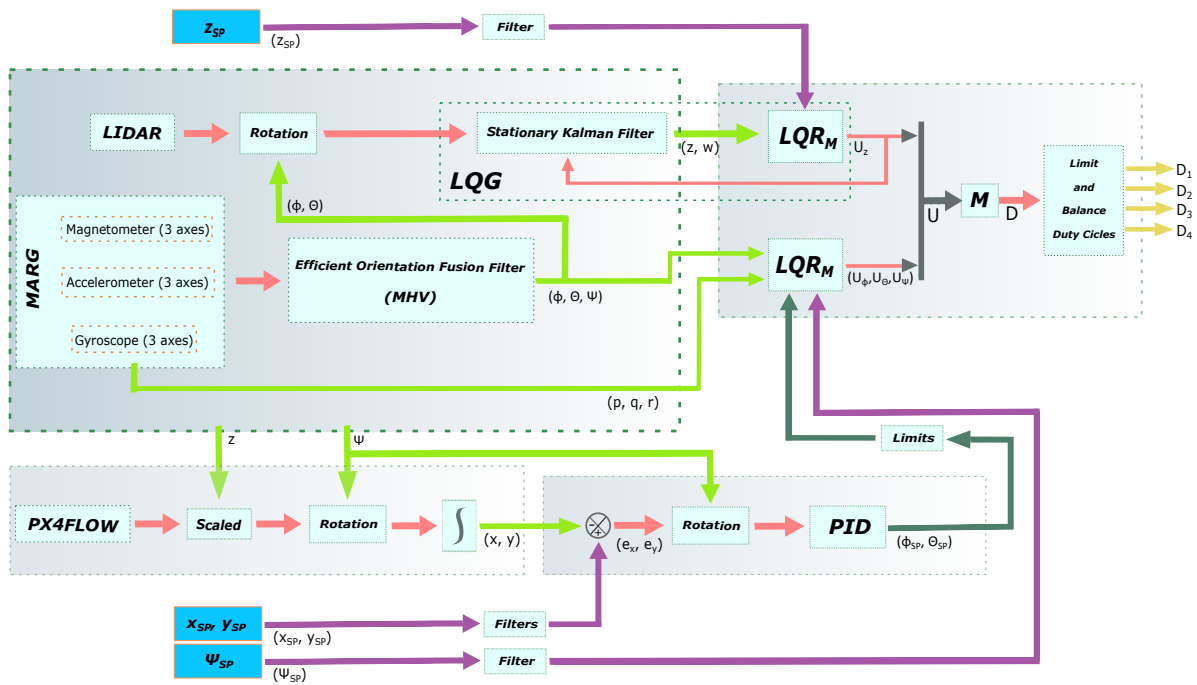 z_SP
(z_SP)
Filter
LIDAR
Rotation
Stationary Kalman Filter
(z, w)
LQR_M
U_z
LQG
(ϕ, Θ)
MARG
Magnetometer (3 axes)
Accelerometer (3 axes)
Gyroscope (3 axes)
Efficient Orientation Fusion Filter
(MHV)
(ϕ, Θ, Ψ)
(p, q, r)
LQR_M
(U_ϕ,U_Θ,U_Ψ)
U
M
D
Limit
and
Balance
Duty Cicles
D_1
D_2
D_3
D_4
z
Ψ
Limits
PX4FLOW
Scaled
Rotation
∫
(x, y)
-
+
(e_x, e_y)
Rotation
PID
(ϕ_SP, Θ_SP)
x_SP, y_SP
(x_SP, y_SP)
Filters
Ψ_SP
(Ψ_SP)
Filter